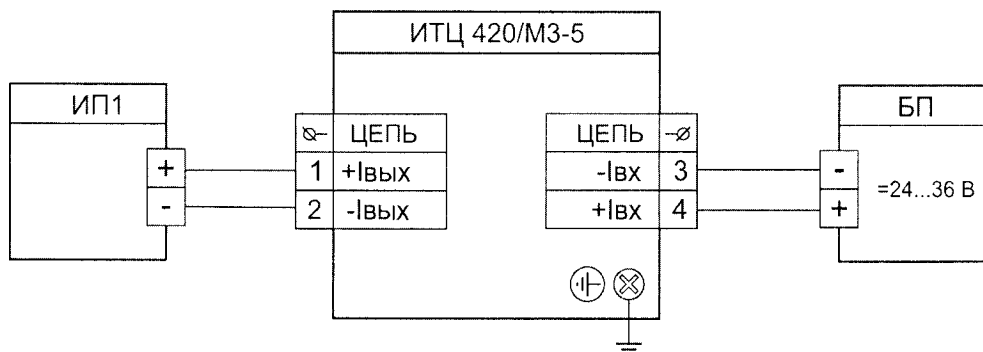 ИТЦ 420/М3-5
ИП1
+
-
ЦЕПЬ
1 +Iвых
2 -Iвых
ЦЕПЬ
-Iвх 3
+Iвх 4
БП
-
+
=24...36 В